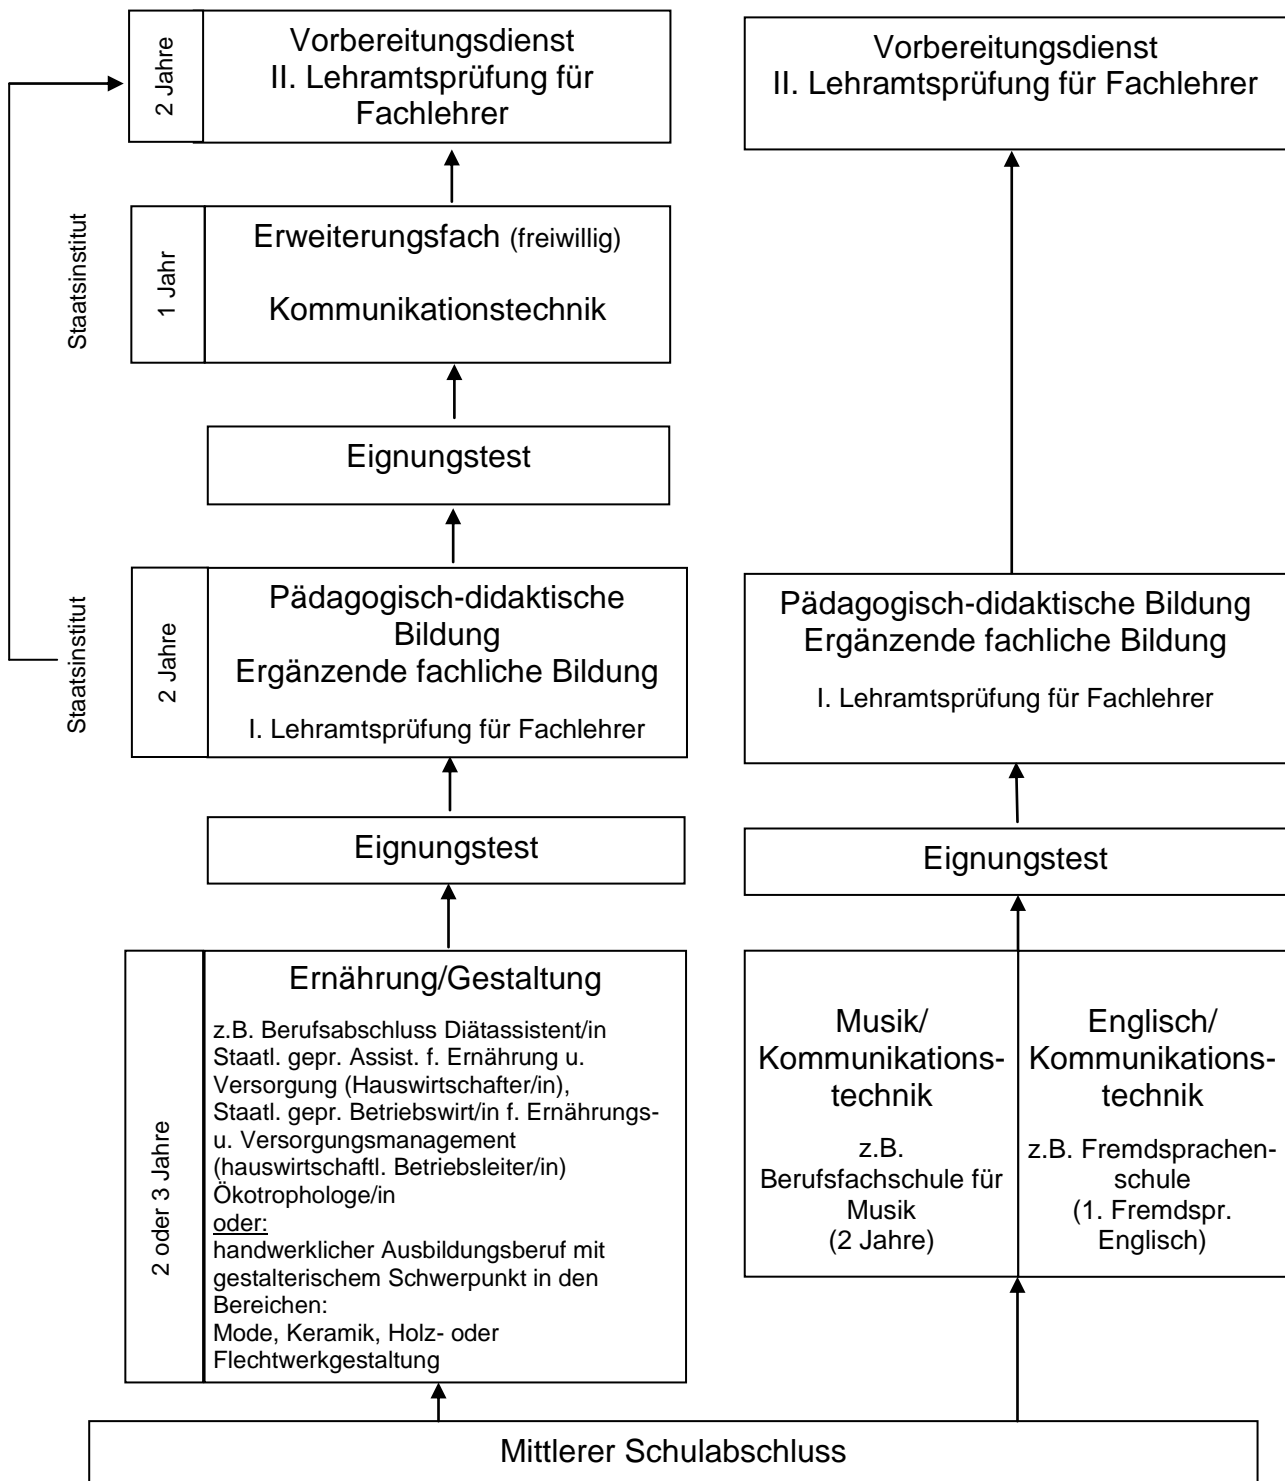 2 Jahre
Vorbereitungsdienst
II. Lehramtsprüfung für
Fachlehrer
Vorbereitungsdienst
II. Lehramtsprüfung für Fachlehrer
Staatsinstitut
1 Jahr
Erweiterungsfach (freiwillig)
Kommunikationstechnik
Eignungstest
Staatsinstitut
2 Jahre
Pädagogisch-didaktische
Bildung
Ergänzende fachliche Bildung
I. Lehramtsprüfung für Fachlehrer
Pädagogisch-didaktische Bildung
Ergänzende fachliche Bildung
I. Lehramtsprüfung für Fachlehrer
Eignungstest
Eignungstest
2 oder 3 Jahre
Ernährung/Gestaltung
z.B. Berufsabschluss Diätassistent/in
Staatl. gepr. Assist. f. Ernährung u.
Versorgung (Hauswirtschafter/in),
Staatl. gepr. Betriebswirt/in f. Ernährungs-
u. Versorgungsmanagement
(hauswirtschaftl. Betriebsleiter/in)
Ökotrophologe/in
oder:
handwerklicher Ausbildungsberuf mit
gestalterischem Schwerpunkt in den
Bereichen:
Mode, Keramik, Holz- oder
Flechtwerkgestaltung
Musik/
Kommunikations-
technik
z.B.
Berufsfachschule für
Musik
(2 Jahre)
Englisch/
Kommunikations-
technik
z.B. Fremdsprachen-
schule
(1. Fremdspr.
Englisch)
Mittlerer Schulabschluss